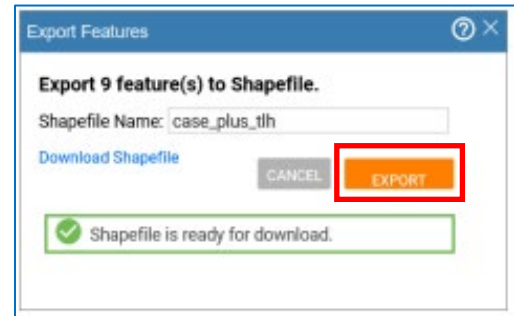 Export Features
Export 9 feature(s) to Shapefile.
Shapefile Name: case_plus_tlh
Download Shapefile
CANCEL EXPORT
Shapefile is ready for download.